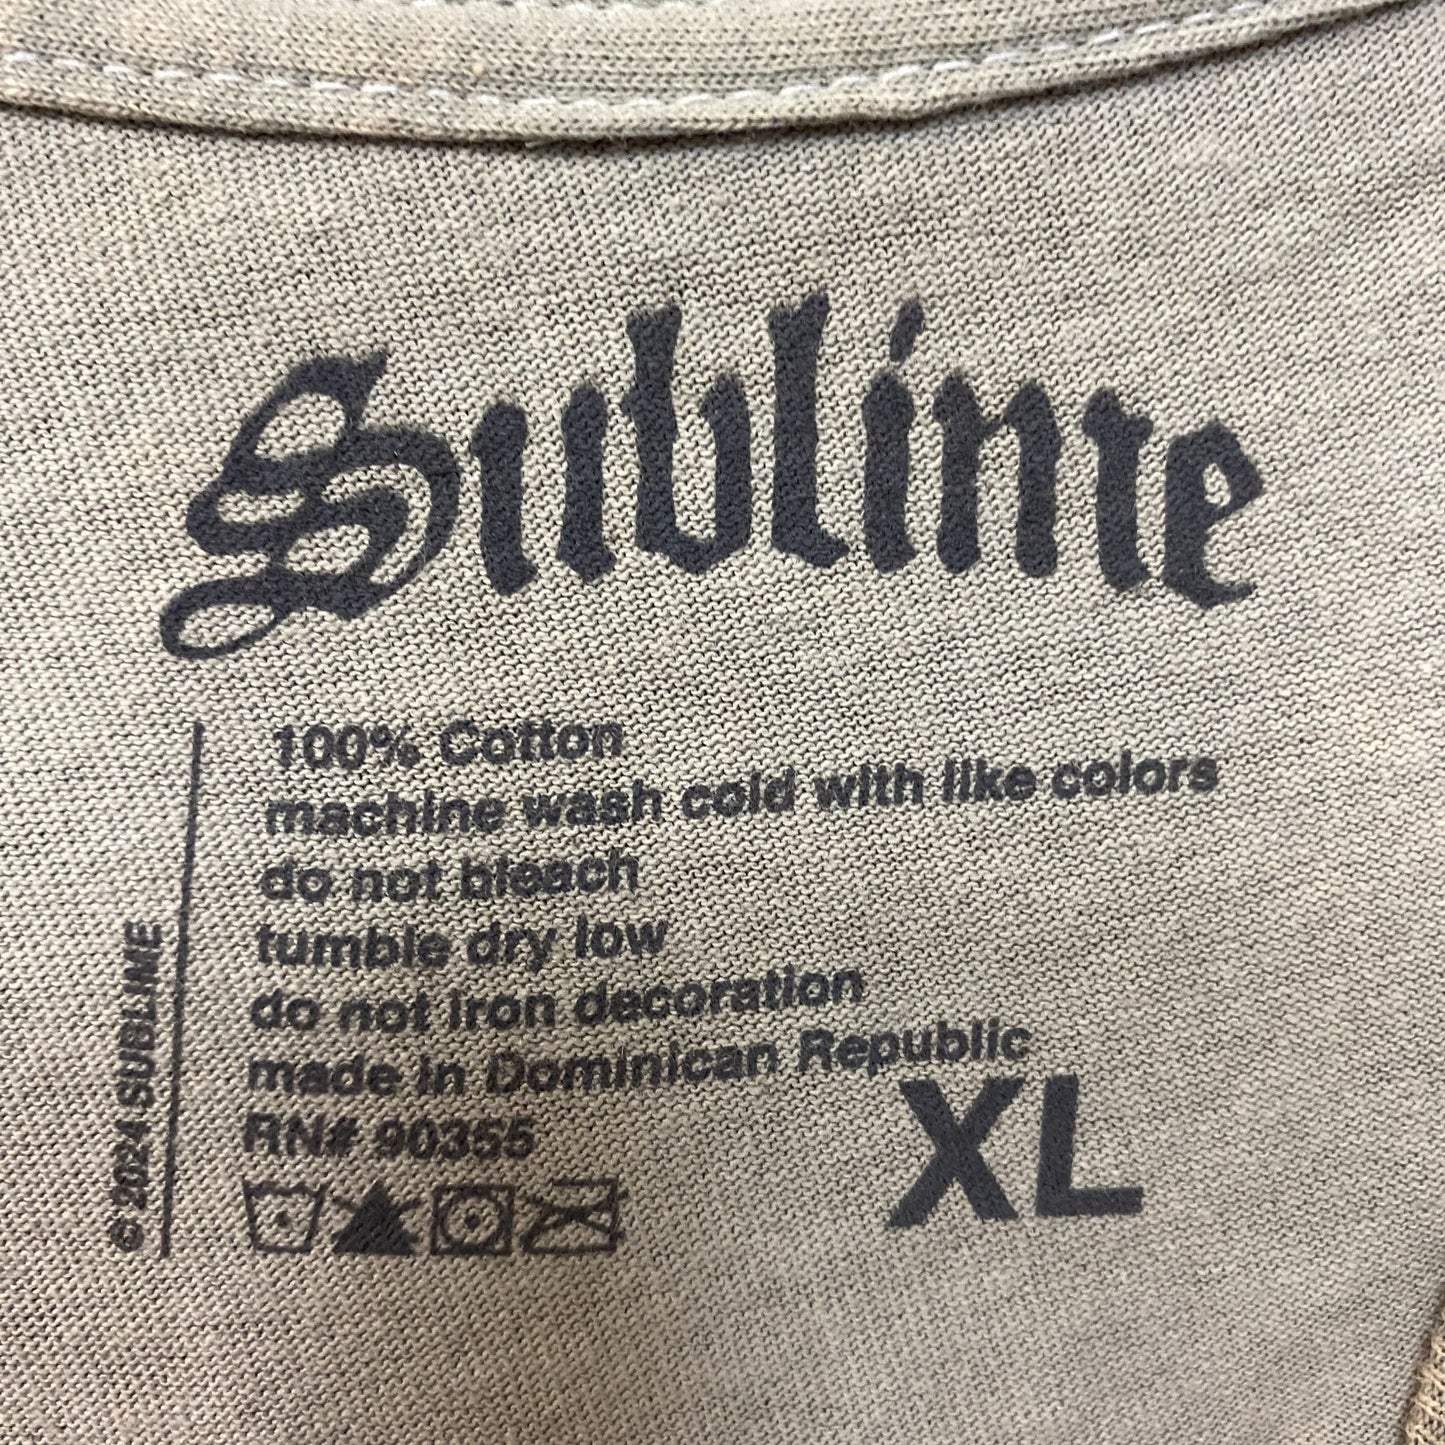 Sublime
100% Cotton
machine wash cold with like colors
do not bleach
tumble dry low
do not iron decoration
made in Dominican Republic
RN# 90355
XL
© 2024 SUBLIME